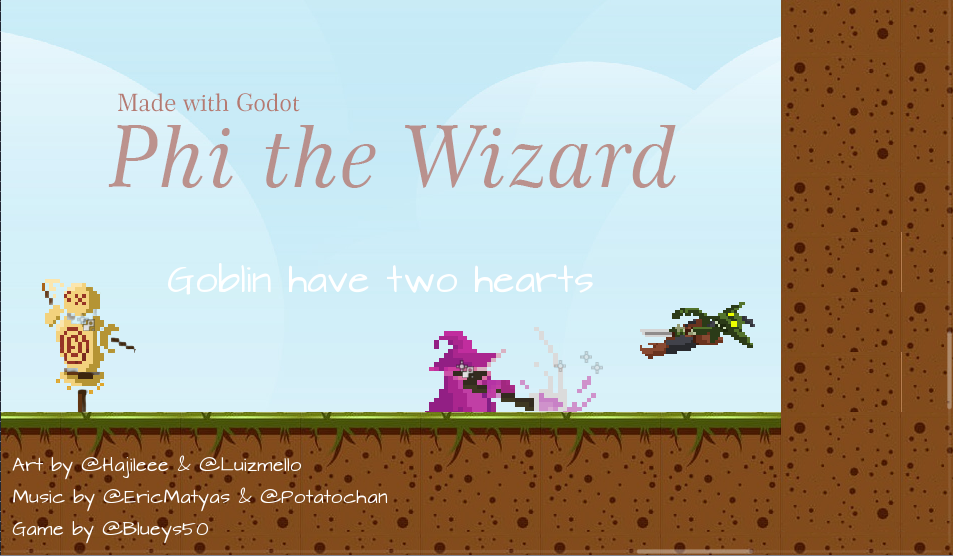 Made with Godot
Phi the Wizard
Goblin have two hearts
Art by @Hajileee & @Luizmello
Music by @EricMatyas & @Potatochan
Game by @Blueys50